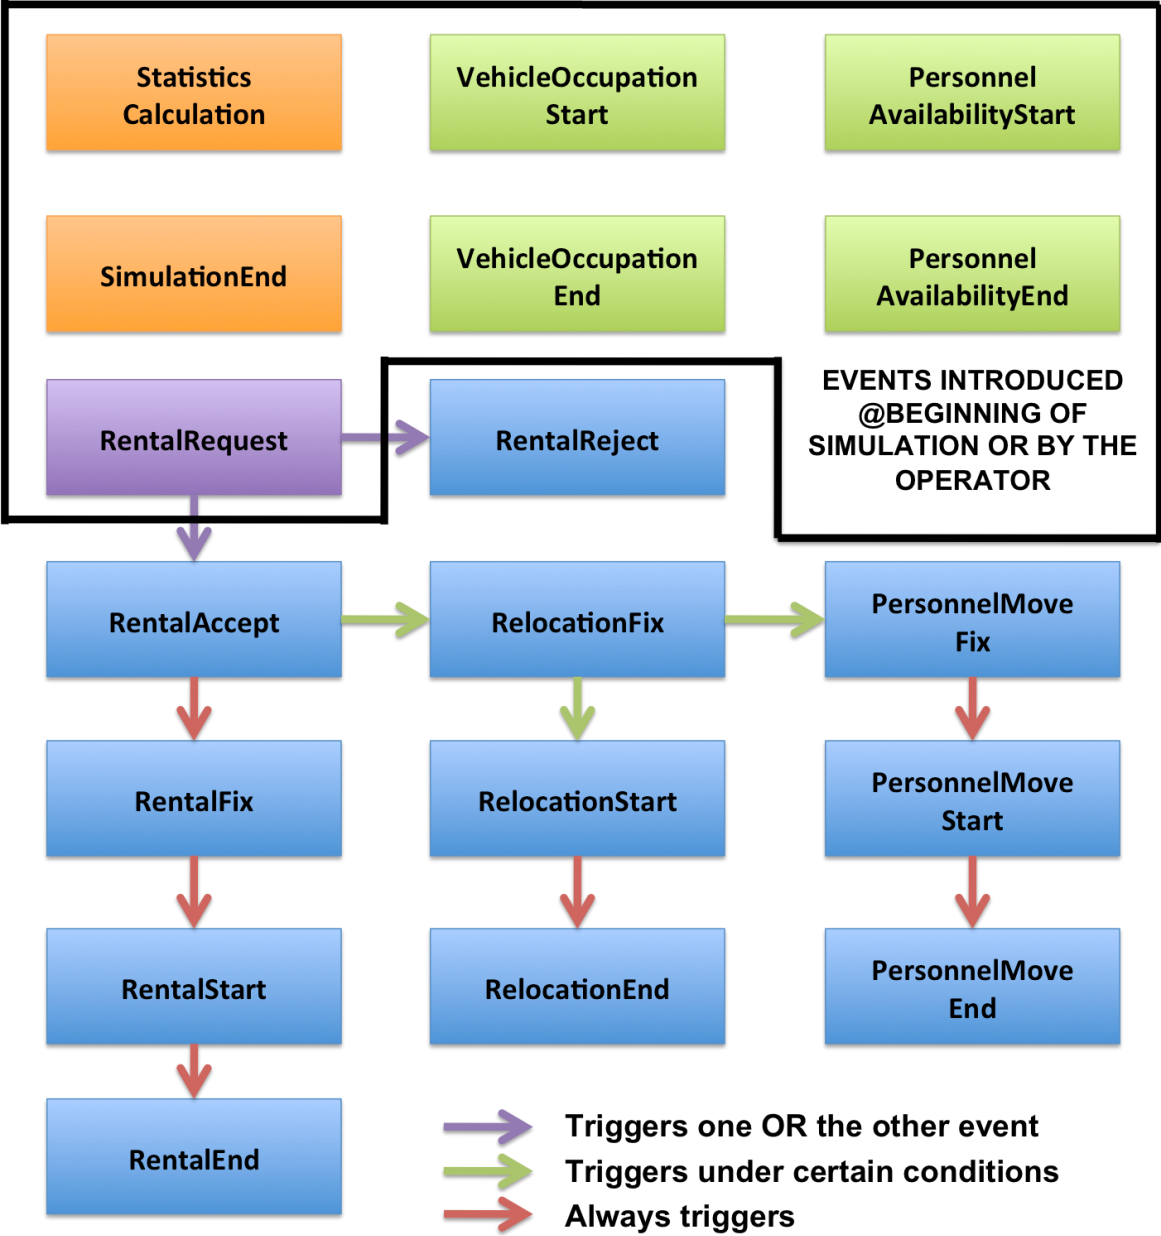 Statistics
Calculation
VehicleOccupation
Start
Personnel
AvailabilityStart
SimulationEnd
VehicleOccupation
End
Personnel
AvailabilityEnd
EVENTS INTRODUCED
@BEGINNING OF
SIMULATION OR BY THE
OPERATOR
RentalRequest
RentalReject
RentalAccept
RelocationFix
PersonnelMove
Fix
RentalFix
RelocationStart
PersonnelMove
Start
RentalStart
RelocationEnd
PersonnelMove
End
RentalEnd
Triggers one OR the other event
Triggers under certain conditions
Always triggers